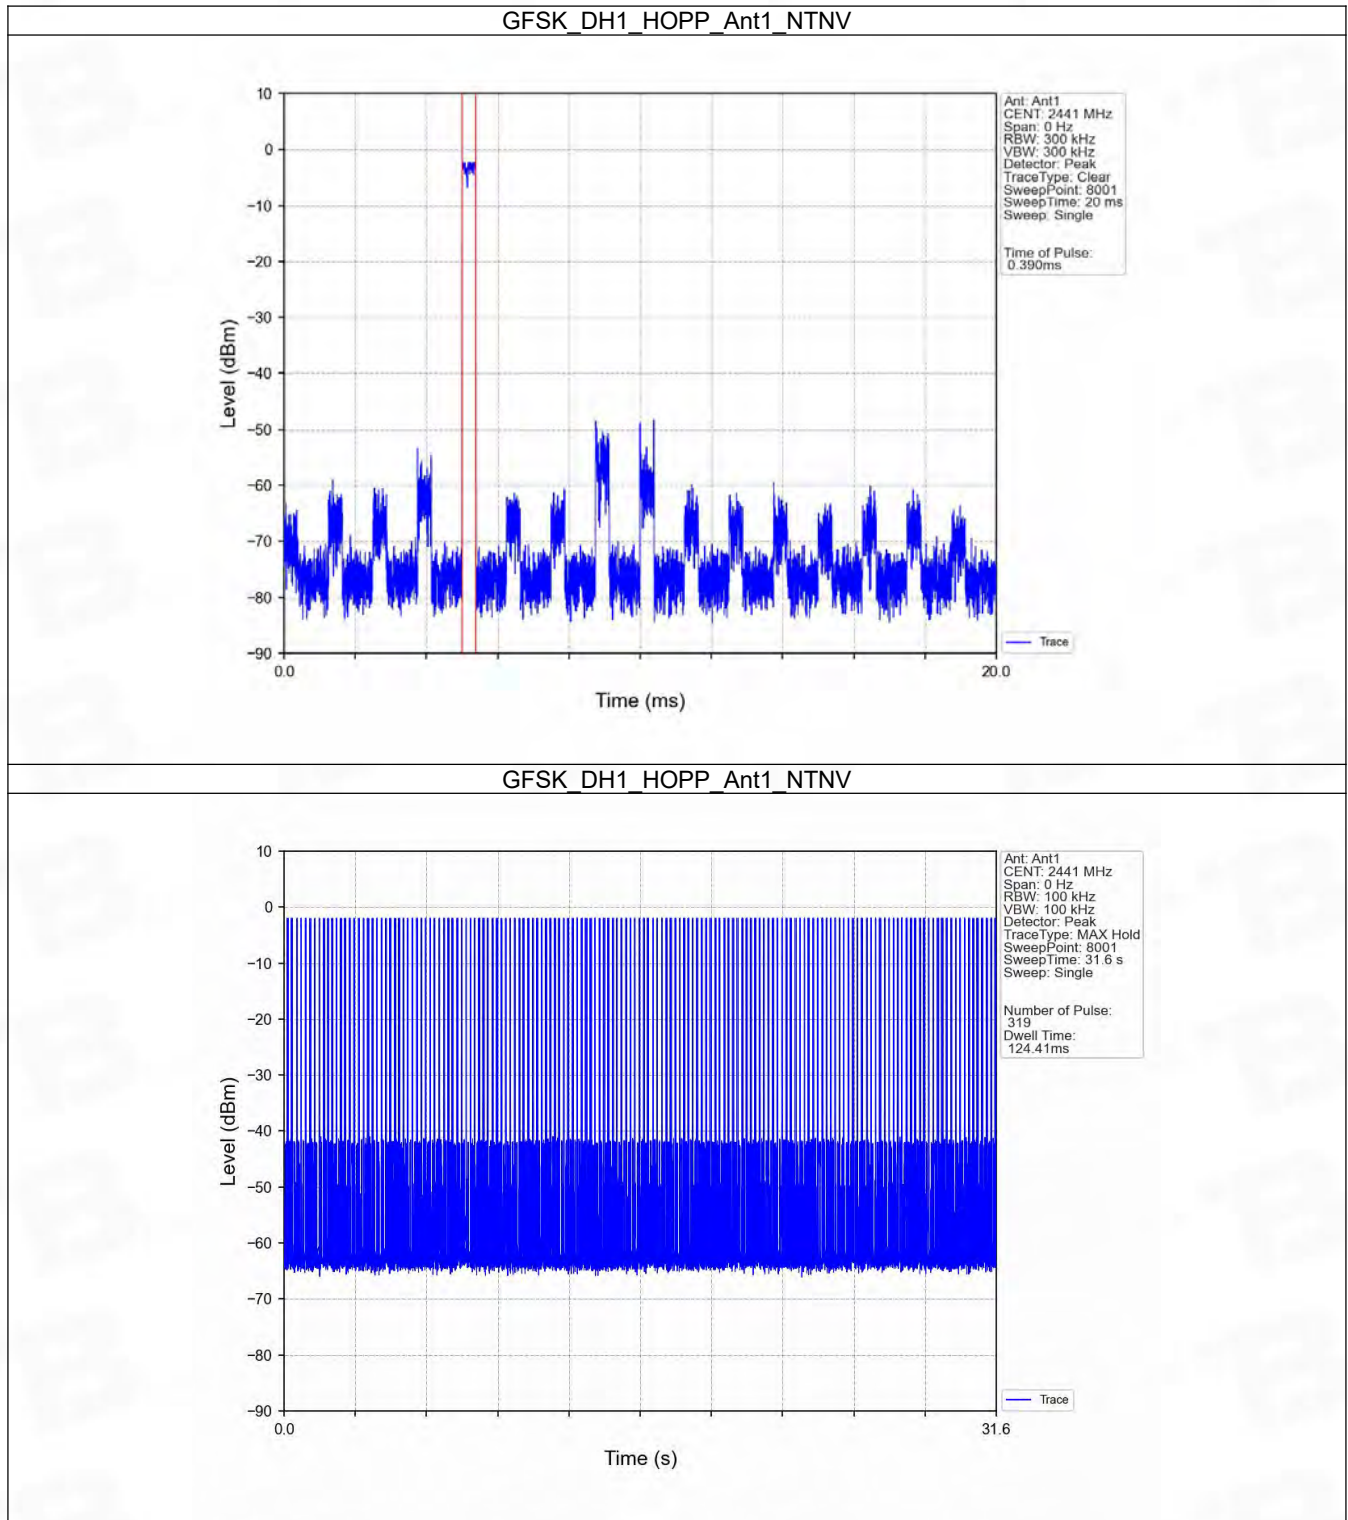 GFSK_DH1_HOPP_Ant1_NTNV
10
0
−10
−20
−30
−40
−50
−60
−70
−80
−90
Level (dBm)
0.0
20.0
Time (ms)
Ant: Ant1
CENT: 2441 MHz
Span: 0 Hz
RBW: 300 kHz
VBW: 300 kHz
Detector: Peak
TraceType: Clear
SweepPoint: 8001
SweepTime: 20 ms
Sweep: Single
Time of Pulse:
0.390ms
Trace
GFSK_DH1_HOPP_Ant1_NTNV
10
0
−10
−20
−30
−40
−50
−60
−70
−80
−90
Level (dBm)
0.0
31.6
Time (s)
Ant: Ant1
CENT: 2441 MHz
Span: 0 Hz
RBW: 100 kHz
VBW: 100 kHz
Detector: Peak
TraceType: MAX Hold
SweepPoint: 8001
SweepTime: 31.6 s
Sweep: Single
Number of Pulse:
319
Dwell Time:
124.41ms
Trace